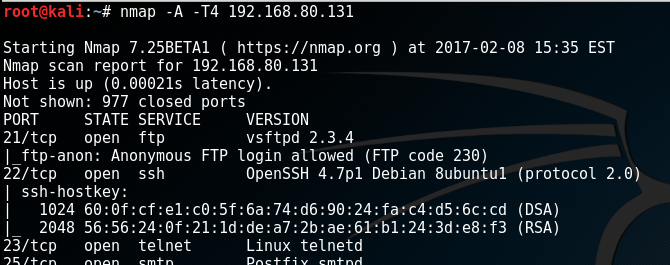 root@kali:~# nmap -A -T4 192.168.80.131
Starting Nmap 7.25BETA1 ( https://nmap.org ) at 2017-02-08 15:35 EST
Nmap scan report for 192.168.80.131
Host is up (0.00021s latency).
Not shown: 977 closed ports
PORT     STATE SERVICE     VERSION
21/tcp   open  ftp         vsftpd 2.3.4
|_ftp-anon: Anonymous FTP login allowed (FTP code 230)
22/tcp   open  ssh         OpenSSH 4.7p1 Debian 8ubuntu1 (protocol 2.0)
| ssh-hostkey:
|   1024 60:0f:cf:e1:c0:5f:6a:74:d6:90:24:fa:c4:d5:6c:cd (DSA)
|_  2048 56:56:24:0f:21:1d:de:a7:2b:ae:61:b1:24:3d:e8:f3 (RSA)
23/tcp   open  telnet      Linux telnetd
25/tcp   open  smtp        Postfix smtpd